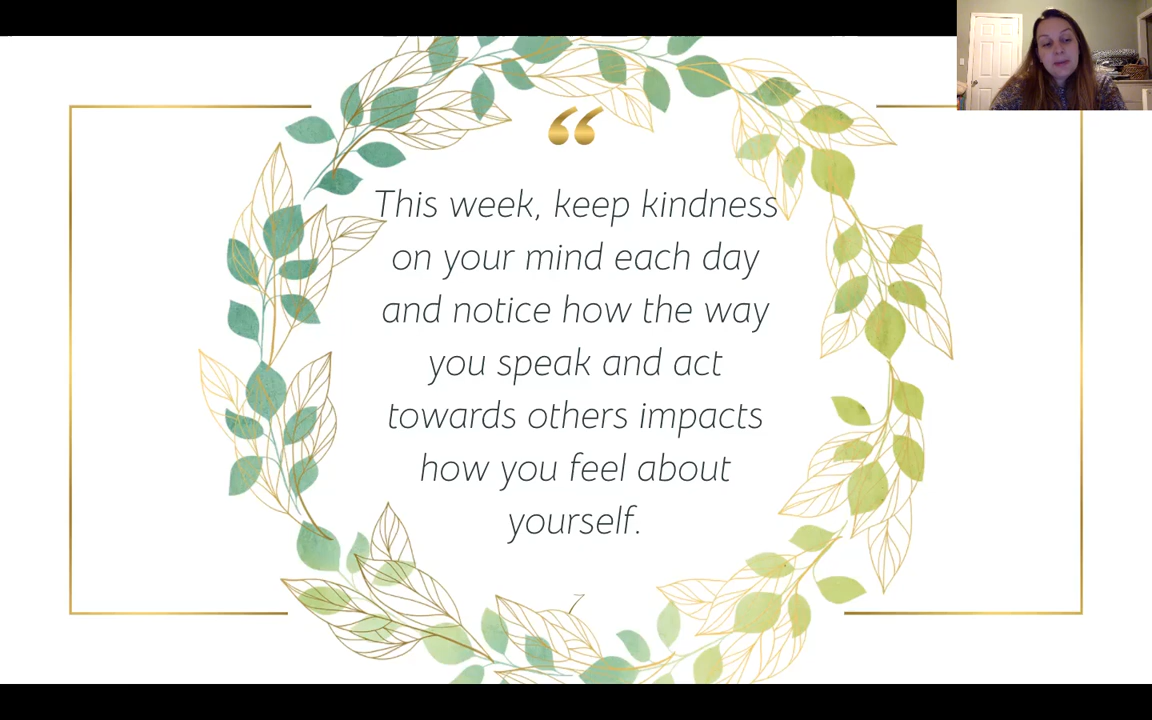 “
This week, keep kindness
on your mind each day
and notice how the way
you speak and act
towards others impacts
how you feel about
yourself.
7